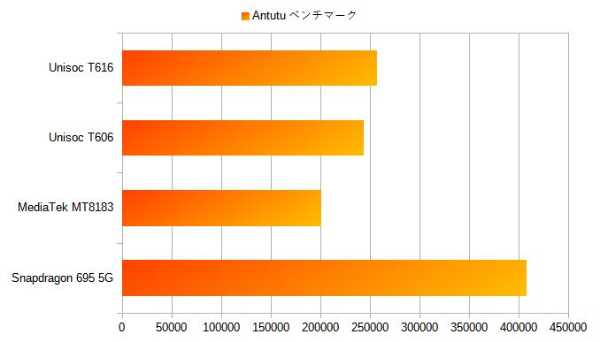 Antutu ベンチマーク
Unisoc T616
Unisoc T606
MediaTek MT8183
Snapdragon 695 5G
0 50000 100000 150000 200000 250000 300000 350000 400000 450000